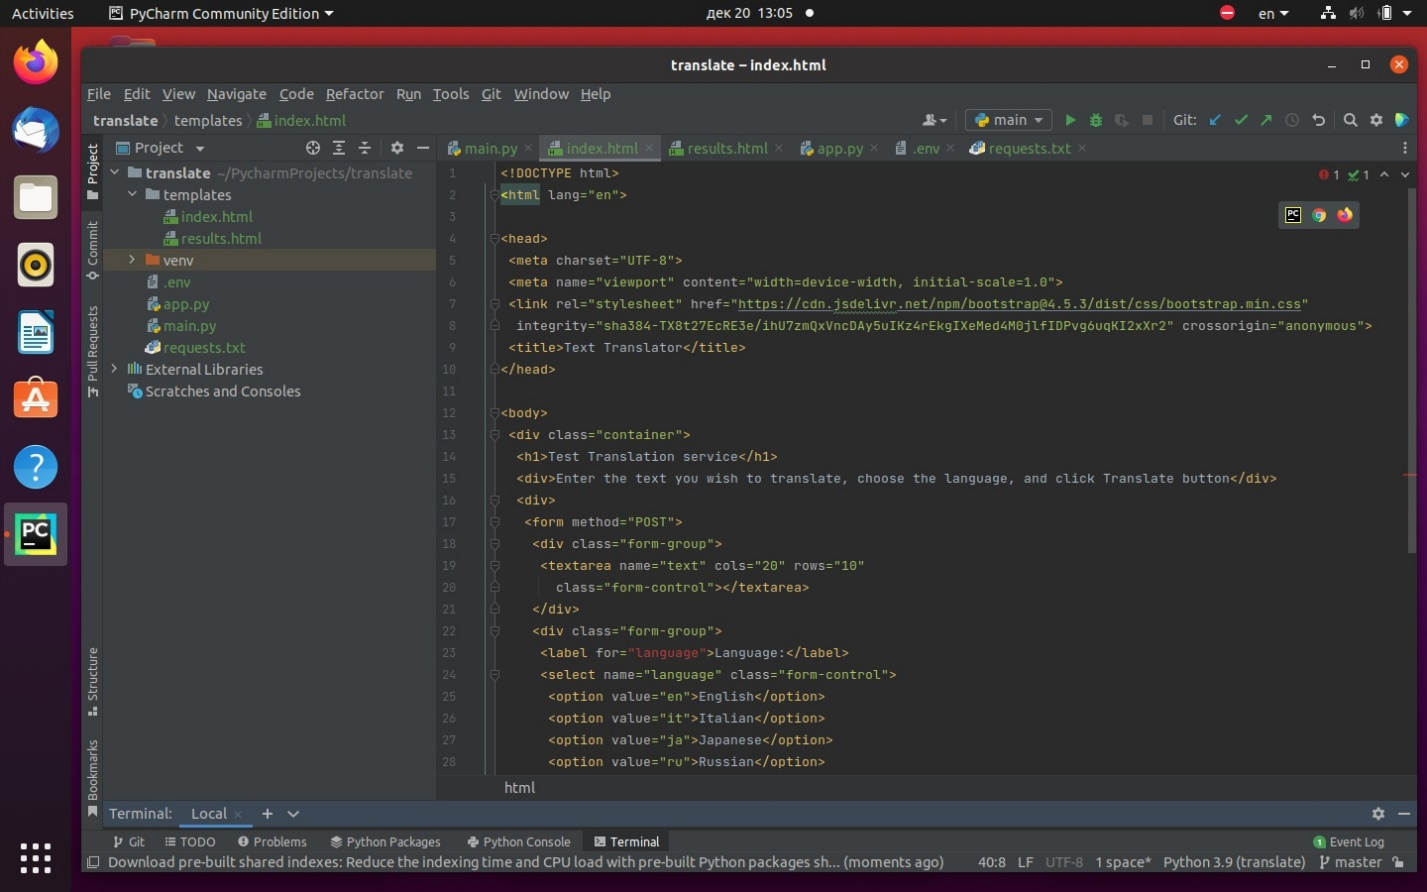 Activities PyCharm Community Edition дек 20 13:05 en
translate – index.html
File Edit View Navigate Code Refactor Run Tools Git Window Help
translate templates index.html main Git:
Project
main.py index.html results.html app.py .env requests.txt
Project
Commit
Pull Requests
Structure
Bookmarks
translate ~/PycharmProjects/translate
templates
index.html
results.html
venv
.env
app.py
main.py
requests.txt
External Libraries
Scratches and Consoles
1 1
1 <!DOCTYPE html>
2 <html lang="en">
3
4 <head>
5 <meta charset="UTF-8">
6 <meta name="viewport" content="width=device-width, initial-scale=1.0">
7 <link rel="stylesheet" href="https://cdn.jsdelivr.net/npm/bootstrap@4.5.3/dist/css/bootstrap.min.css"
8 integrity="sha384-TX8t27EcRE3e/ihU7zmQxVncDAy5uIKz4rEkgIXeMed4M0jlfIDPvg6uqKI2xXr2" crossorigin="anonymous">
9 <title>Text Translator</title>
10 </head>
11
12 <body>
13 <div class="container">
14 <h1>Test Translation service</h1>
15 <div>Enter the text you wish to translate, choose the language, and click Translate button</div>
16 <div>
17 <form method="POST">
18 <div class="form-group">
19 <textarea name="text" cols="20" rows="10"
20 class="form-control"></textarea>
21 </div>
22 <div class="form-group">
23 <label for="language">Language:</label>
24 <select name="language" class="form-control">
25 <option value="en">English</option>
26 <option value="it">Italian</option>
27 <option value="ja">Japanese</option>
28 <option value="ru">Russian</option>
html
Terminal: Local
Git TODO Problems Python Packages Python Console Terminal 1 Event Log
Download pre-built shared indexes: Reduce the indexing time and CPU load with pre-built Python packages sh... (moments ago) 40:8 LF UTF-8 1 space* Python 3.9 (translate) master
PC
PC